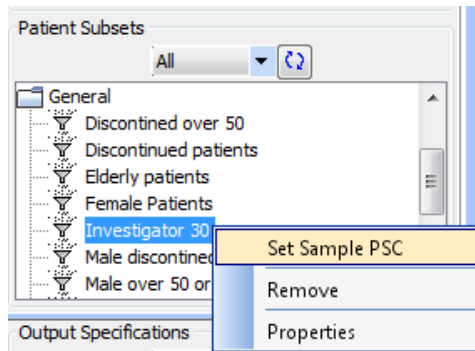 Patient Subsets
All
General
Discontined over 50
Discontinued patients
Elderly patients
Female Patients
Investigator 30
Set Sample PSC
Male discontined
Male over 50 or
Remove
Output Specifications
Properties